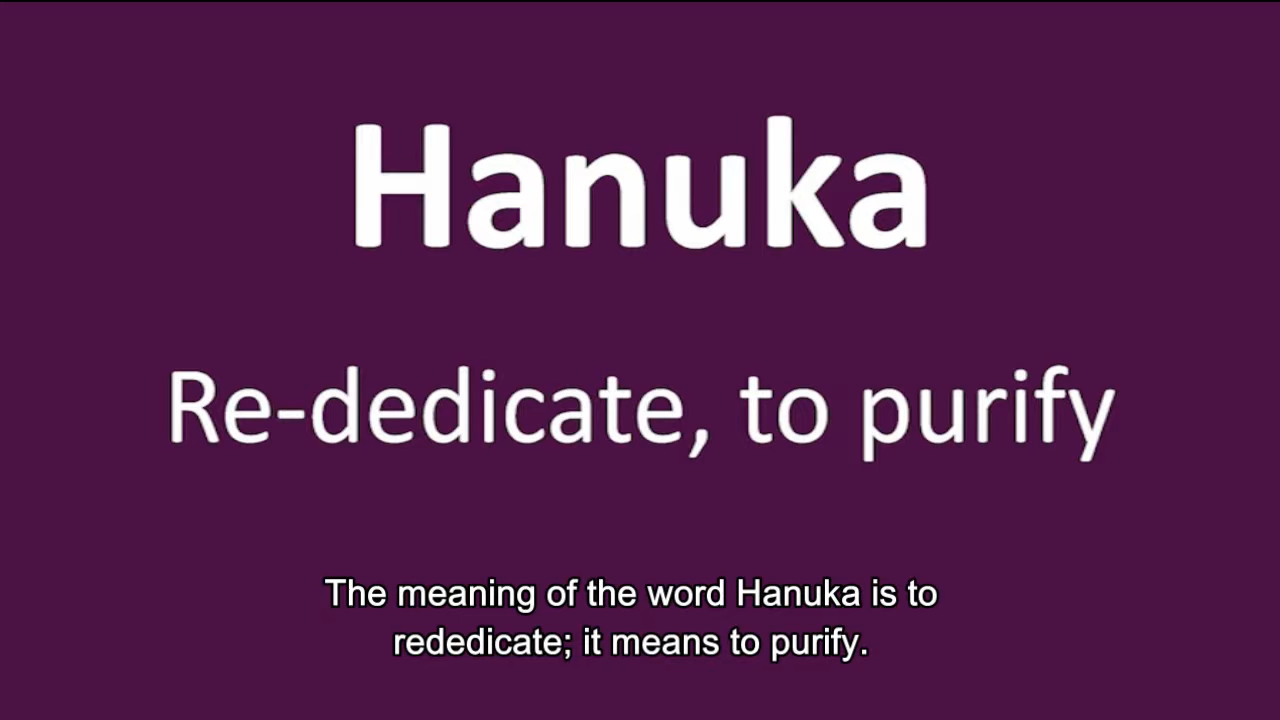 Hanuka
Re-dedicate, to purify
The meaning of the word Hanuka is to
rededicate; it means to purify.